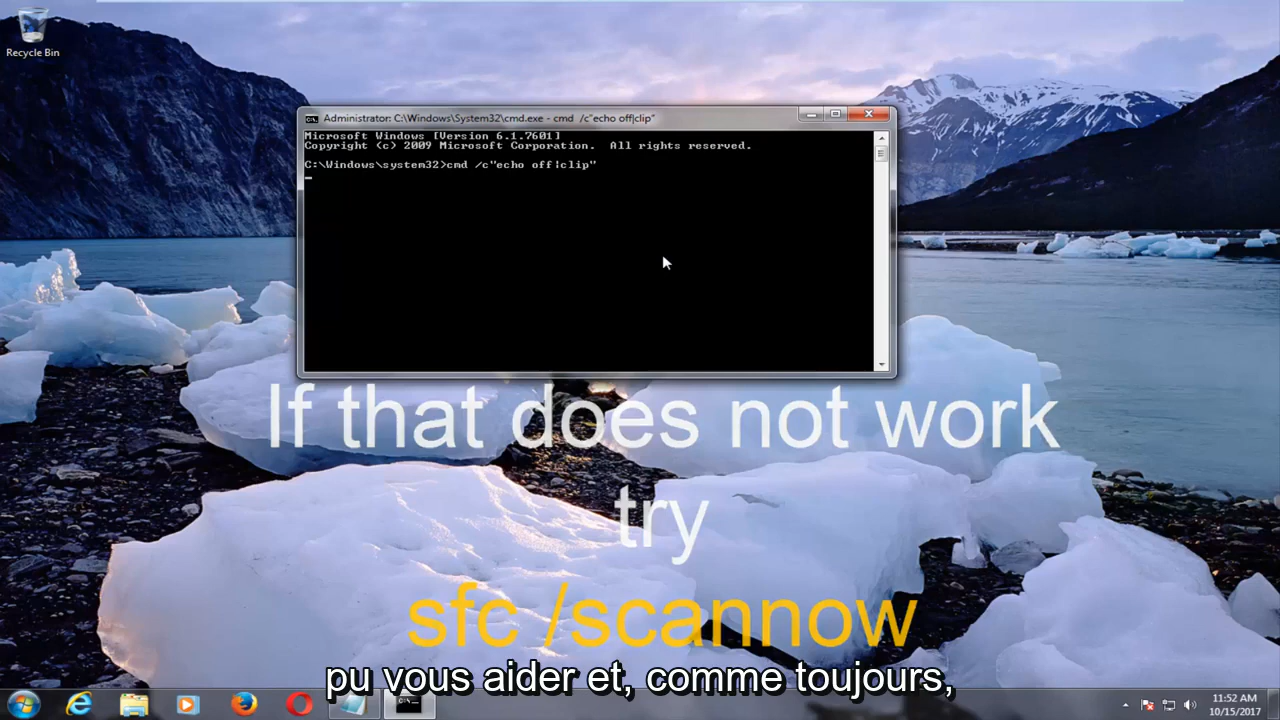 Recycle Bin
Administrator: C:\Windows\System32\cmd.exe - cmd /c"echo off|clip"
Microsoft Windows [Version 6.1.7601]
Copyright (c) 2009 Microsoft Corporation. All rights reserved.
C:\Windows\system32>cmd /c"echo off|clip"
If that does not work
try
sfc /scannow
pu vous aider et, comme toujours,
11:52 AM
10/15/2017